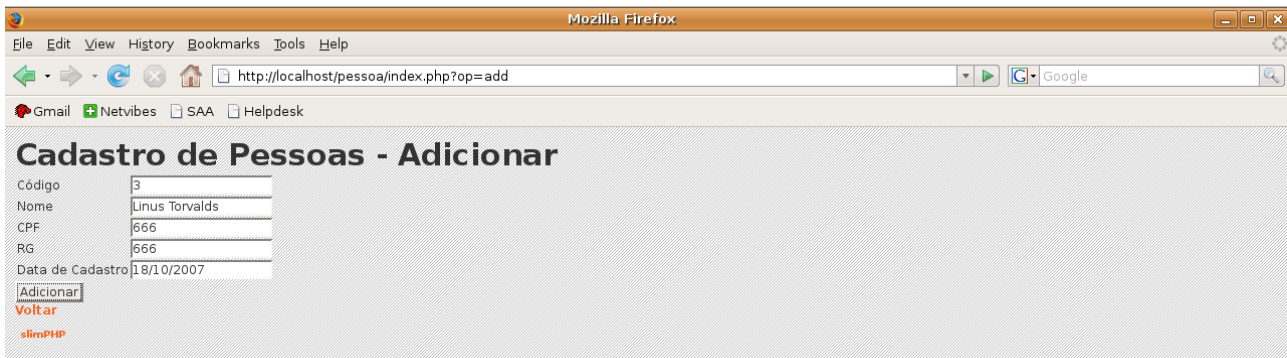 Mozilla Firefox
File Edit View History Bookmarks Tools Help
http://localhost/pessoa/index.php?op=add
G Google
Gmail Netvibes SAA Helpdesk
Cadastro de Pessoas - Adicionar
Código 3
Nome Linus Torvalds
CPF 666
RG 666
Data de Cadastro 18/10/2007
Adicionar
Voltar
slimPHP